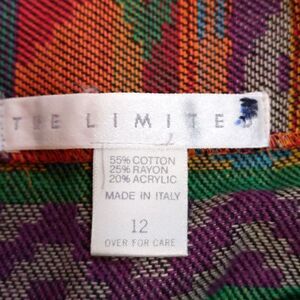 THE LIMITED
55% COTTON
25% RAYON
20% ACRYLIC
MADE IN ITALY
12
OVER FOR CARE